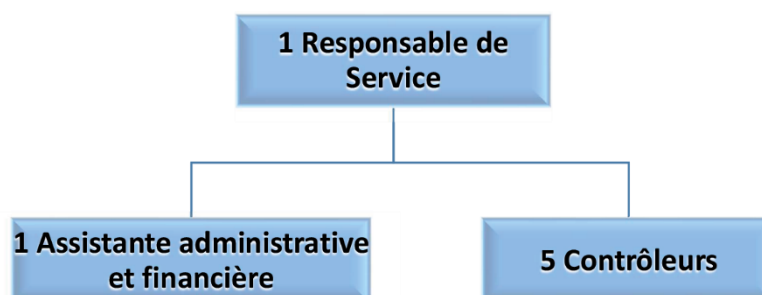 1 Responsable de
Service
1 Assistante administrative
et financière
5 Contrôleurs